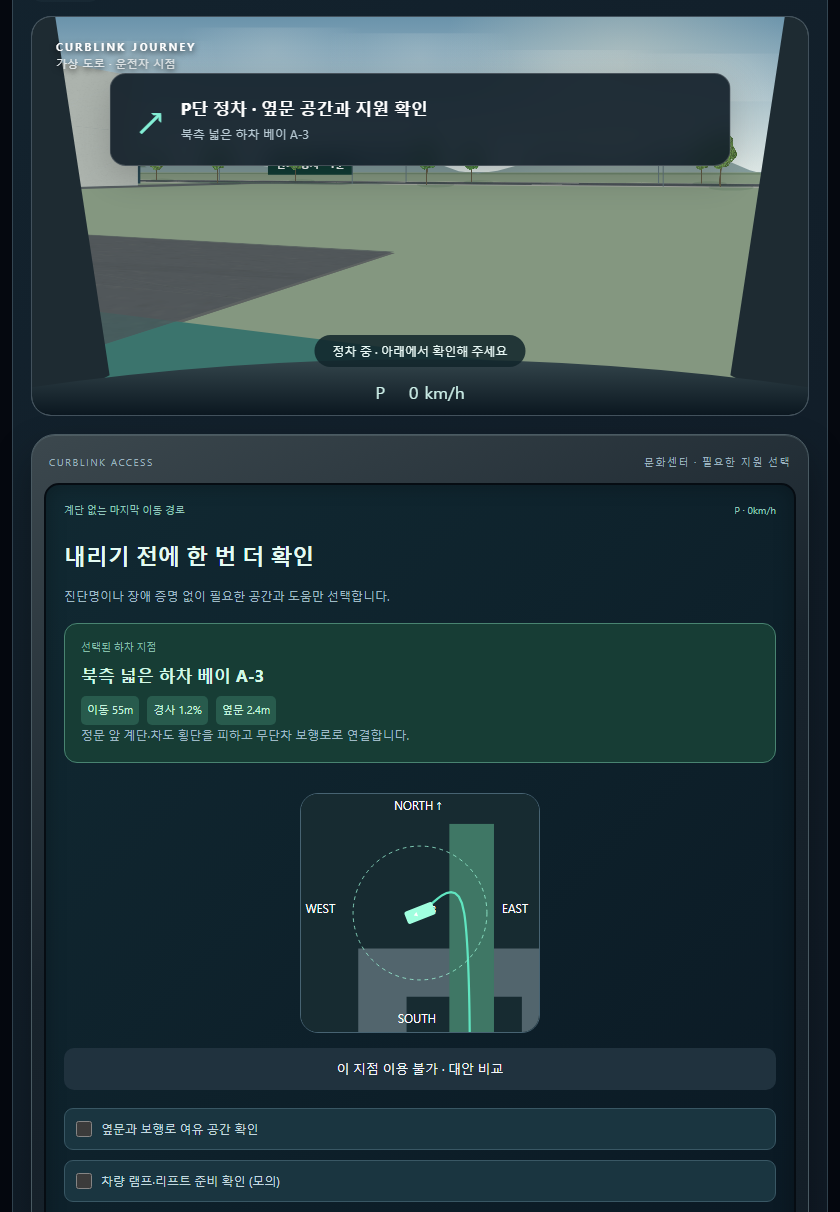 CURBLINK JOURNEY
가상 도로 · 운전자 시점
P단 정차 · 옆문 공간과 지원 확인
북측 넓은 하차 베이 A-3
정차 중 · 아래에서 확인해 주세요
P 0 km/h
CURBLINK ACCESS
문화센터 · 필요한 지원 선택
계단 없는 마지막 이동 경로
P · 0km/h
내리기 전에 한 번 더 확인
진단명이나 장애 증명 없이 필요한 공간과 도움만 선택합니다.
선택된 하차 지점
북측 넓은 하차 베이 A-3
이동 55m
경사 1.2%
옆문 2.4m
정문 앞 계단·차도 횡단을 피하고 무단차 보행로로 연결합니다.
NORTH ↑
WEST
EAST
SOUTH
이 지점 이용 불가 · 대안 비교
옆문과 보행로 여유 공간 확인
차량 램프·리프트 준비 확인 (모의)